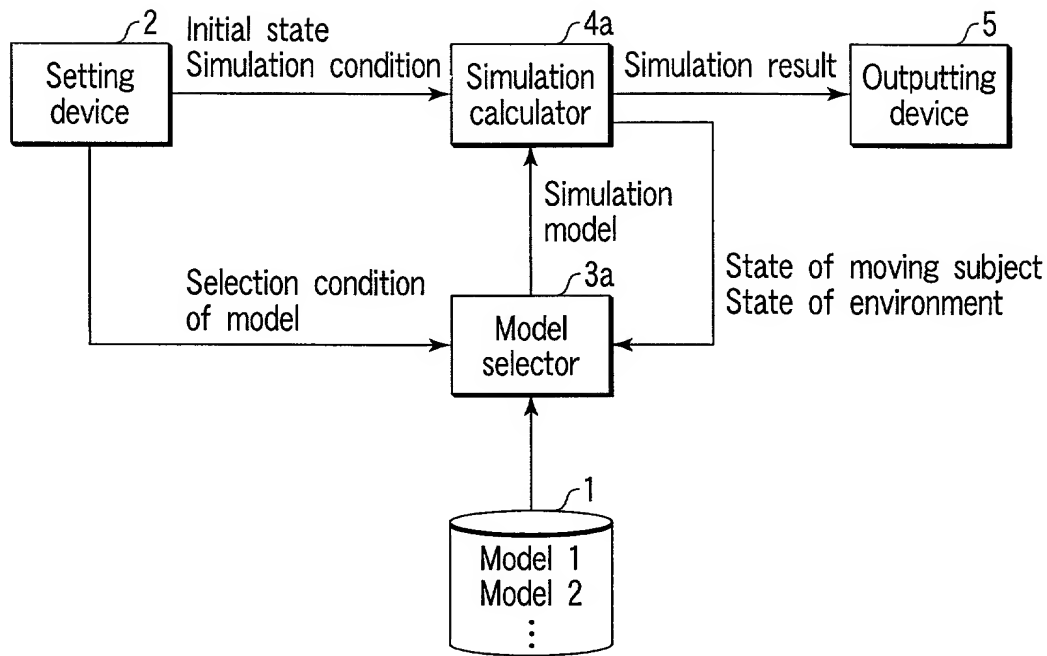 2
Initial state
Simulation condition
4a
5
Setting
device
Simulation
calculator
Simulation result
Outputting
device
Simulation
model
Selection condition
of model
3a
State of moving subject
State of environment
Model
selector
1
Model 1
Model 2
⋮